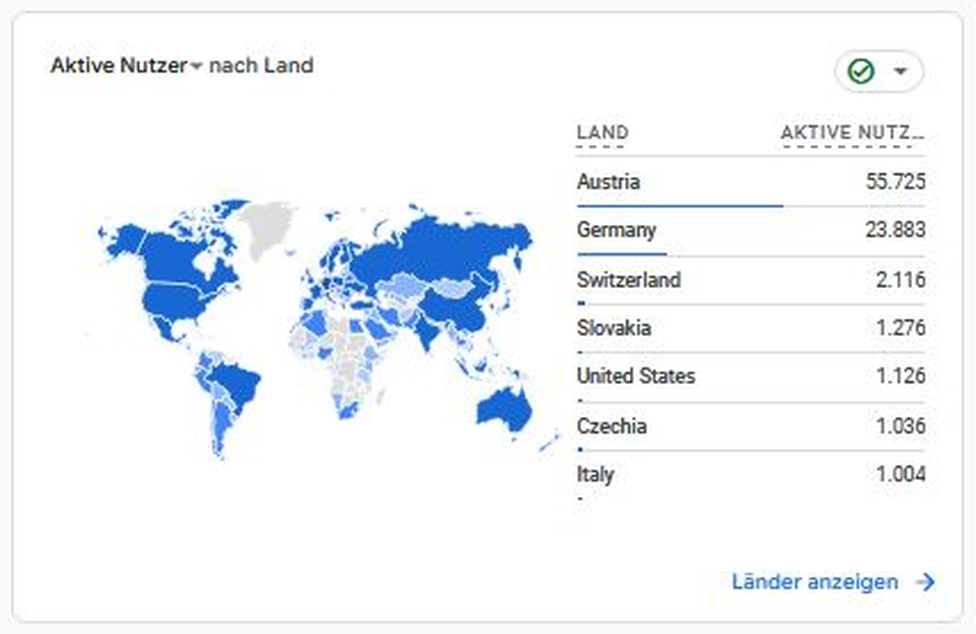 Aktive Nutzer nach Land
LAND AKTIVE NUTZ...
Austria 55.725
Germany 23.883
Switzerland 2.116
Slovakia 1.276
United States 1.126
Czechia 1.036
Italy 1.004
Länder anzeigen